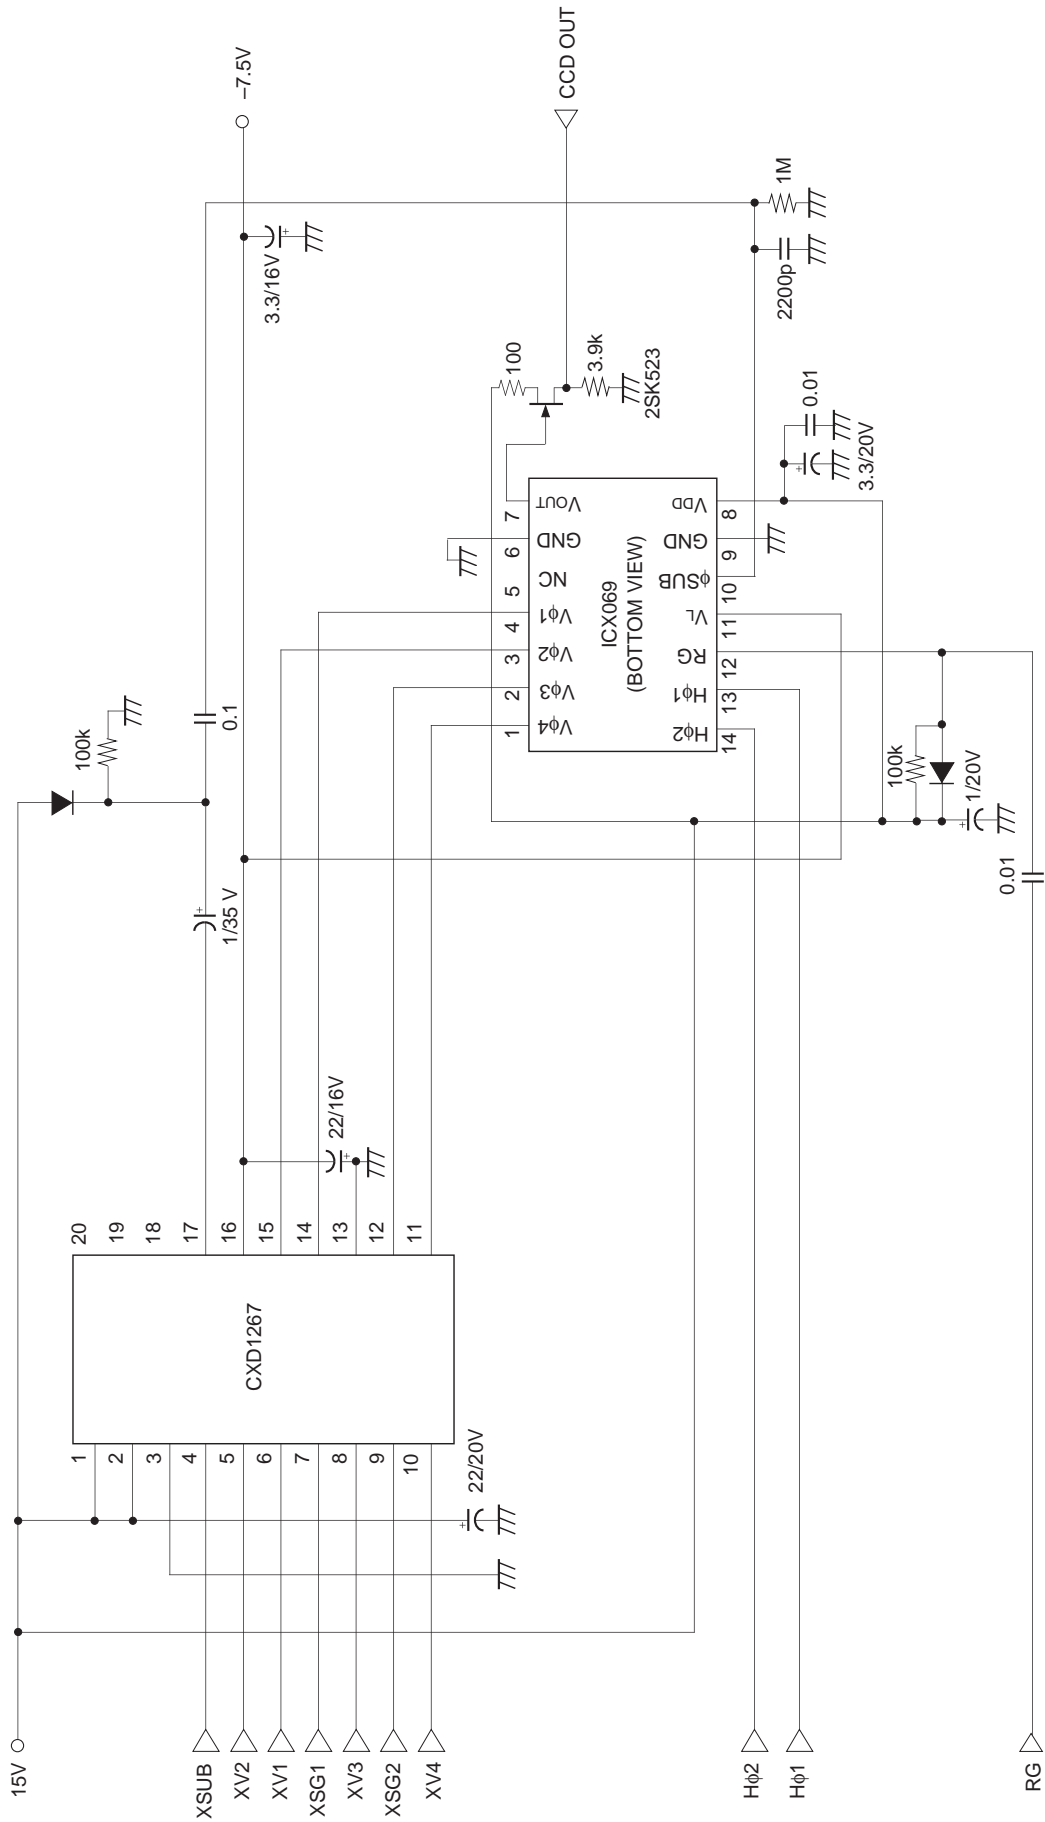 15V
XSUB
XV2
XV1
XSG1
XV3
XSG2
XV4
Hϕ2
Hϕ1
RG
22/20V
1
2
3
4
5
6
7
8
9
10
CXD1267
20
19
18
17
16
15
14
13
12
11
22/16V
1/35 V
100k
0.1
–7.5V
3.3/16V
CCD OUT
100
3.9k
2SK523
1M
2200p
0.01
3.3/20V
ICX069
(BOTTOM VIEW)
1
2
3
4
5
6
7
Vϕ4
Vϕ3
Vϕ2
Vϕ1
NC
GND
VOUT
Hϕ2
Hϕ1
RG
VL
ϕSUB
GND
VDD
14
13
12
11
10
9
8
100k
1/20V
0.01